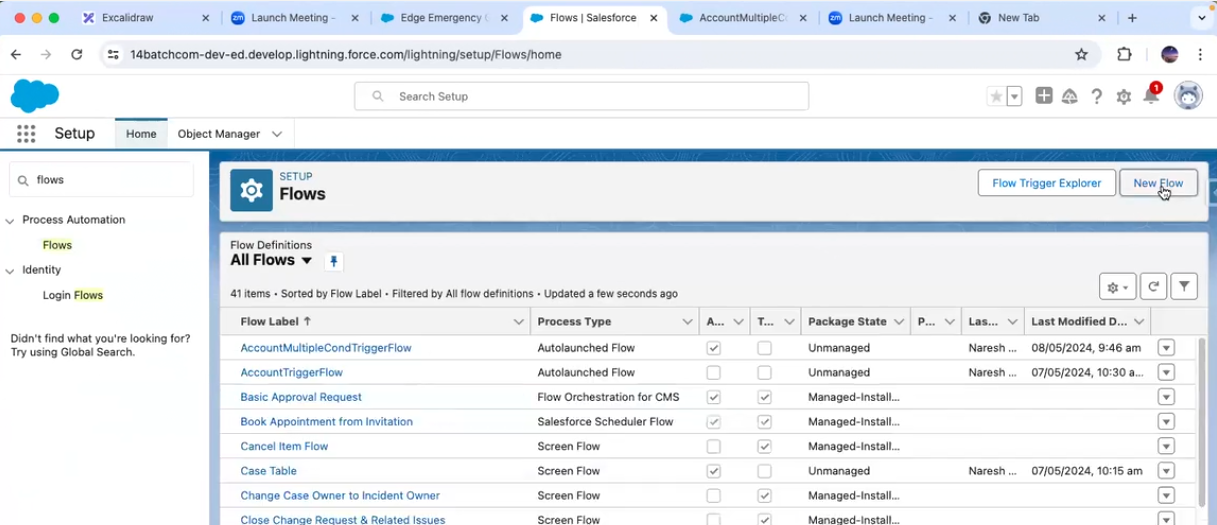 Excalidraw
Launch Meeting -
Edge Emergency
Flows | Salesforce
AccountMultipleC
Launch Meeting -
New Tab
14batchcom-dev-ed.develop.lightning.force.com/lightning/setup/Flows/home
Search Setup
1
Setup
Home
Object Manager
flows
Process Automation
Flows
Identity
Login Flows
Didn't find what you're looking for?
Try using Global Search.
SETUP
Flows
Flow Trigger Explorer
New Flow
Flow Definitions
All Flows
41 items • Sorted by Flow Label • Filtered by All flow definitions • Updated a few seconds ago
Flow Label ↑ Process Type A... T... Package State P... Las... Last Modified D...
AccountMultipleCondTriggerFlow Autolaunched Flow Unmanaged Naresh ... 08/05/2024, 9:46 am
AccountTriggerFlow Autolaunched Flow Unmanaged Naresh ... 07/05/2024, 10:30 a...
Basic Approval Request Flow Orchestration for CMS Managed-Install...
Book Appointment from Invitation Salesforce Scheduler Flow Managed-Install...
Cancel Item Flow Screen Flow Managed-Install...
Case Table Screen Flow Unmanaged Naresh ... 07/05/2024, 10:15 am
Change Case Owner to Incident Owner Screen Flow Managed-Install...
Close Change Request & Related Issues Screen Flow Managed-Install...